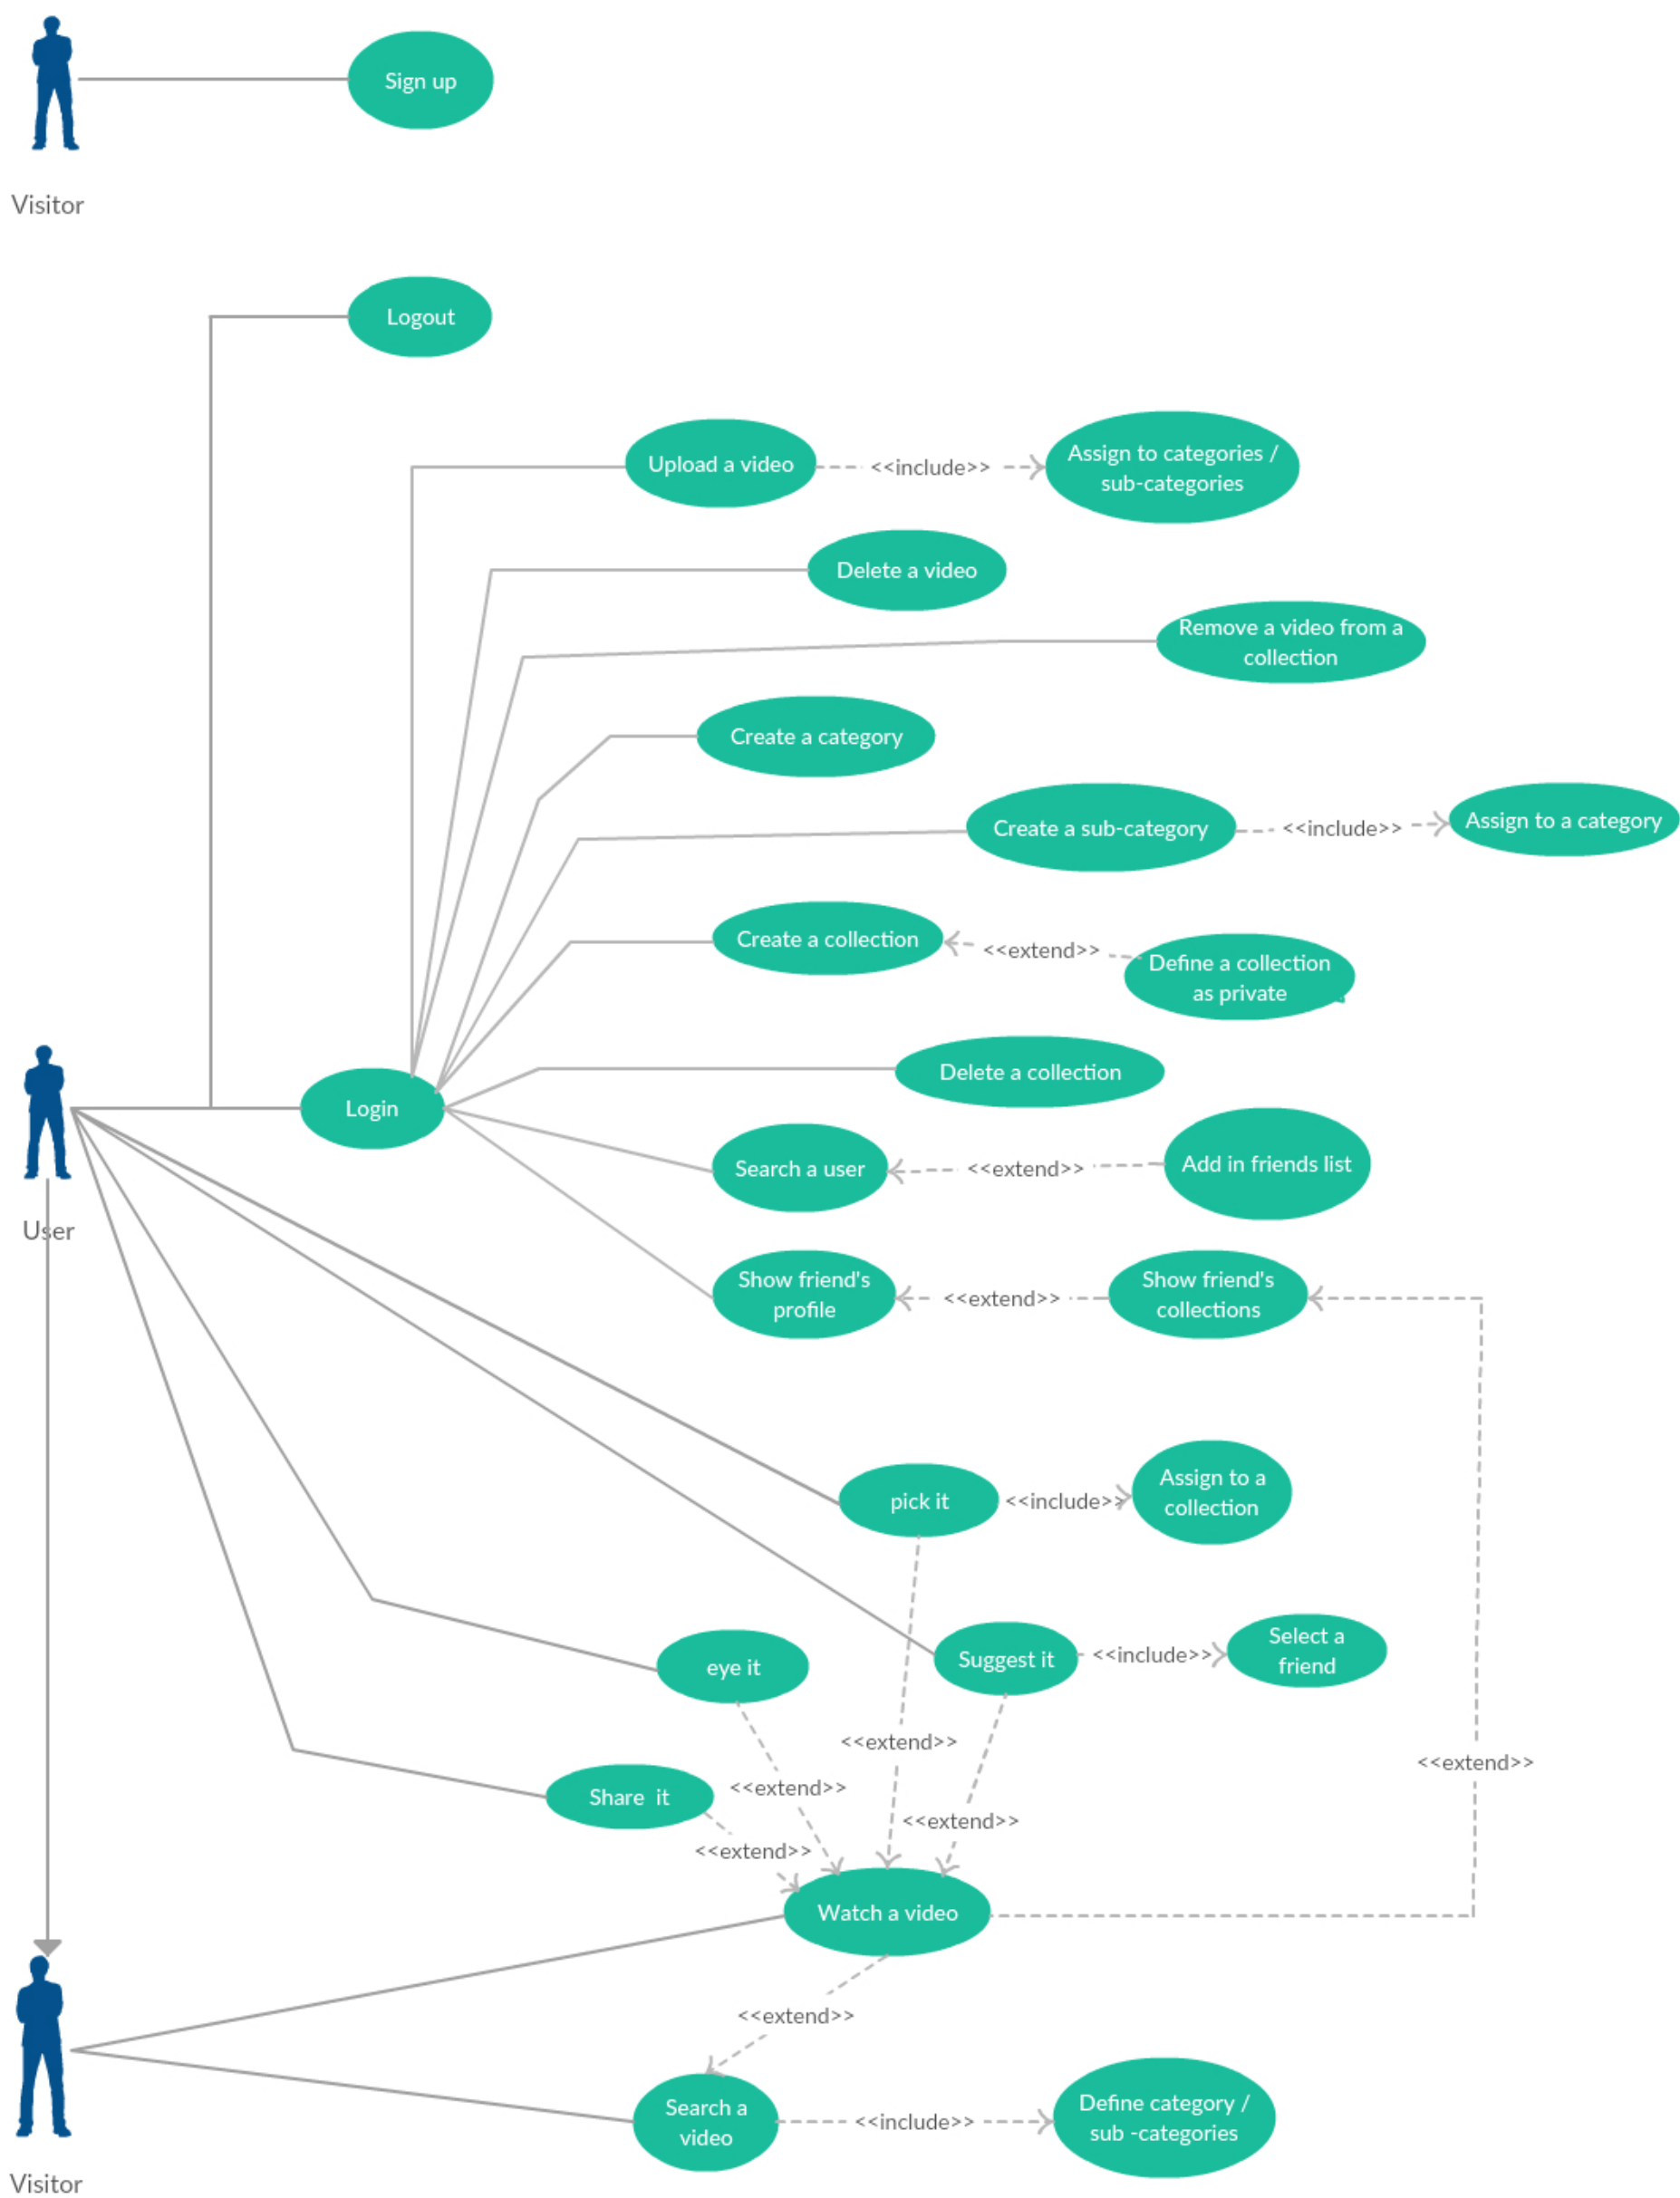 Sign up
Visitor
Logout
Upload a video
<<include>>
Assign to categories /
sub-categories
Delete a video
Remove a video from a
collection
Create a category
Create a sub-category
<<include>>
Assign to a category
Create a collection
<<extend>>
Define a collection
as private
Delete a collection
Login
Search a user
<<extend>>
Add in friends list
User
Show friend's
profile
<<extend>>
Show friend's
collections
pick it
<<include>>
Assign to a
collection
eye it
Suggest it
<<include>>
Select a
friend
<<extend>>
<<extend>>
<<extend>>
Share  it
<<extend>>
<<extend>>
Watch a video
<<extend>>
Search a
video
<<include>>
Define category /
sub -categories
Visitor